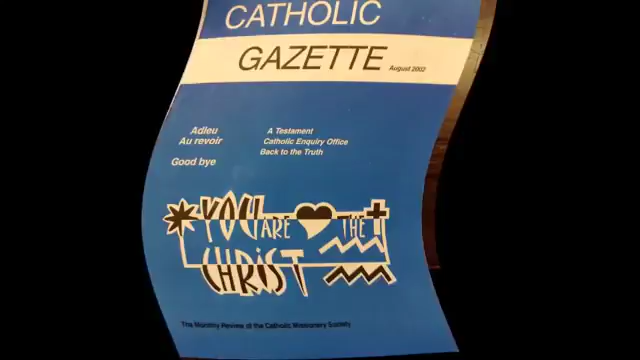 CATHOLIC
GAZETTE August 2002
Adieu
Au revoir
Good bye
A Testament
Catholic Enquiry Office
Back to the Truth
YOU ARE THE
CHRIST
The Monthly Review of the Catholic Missionary Society